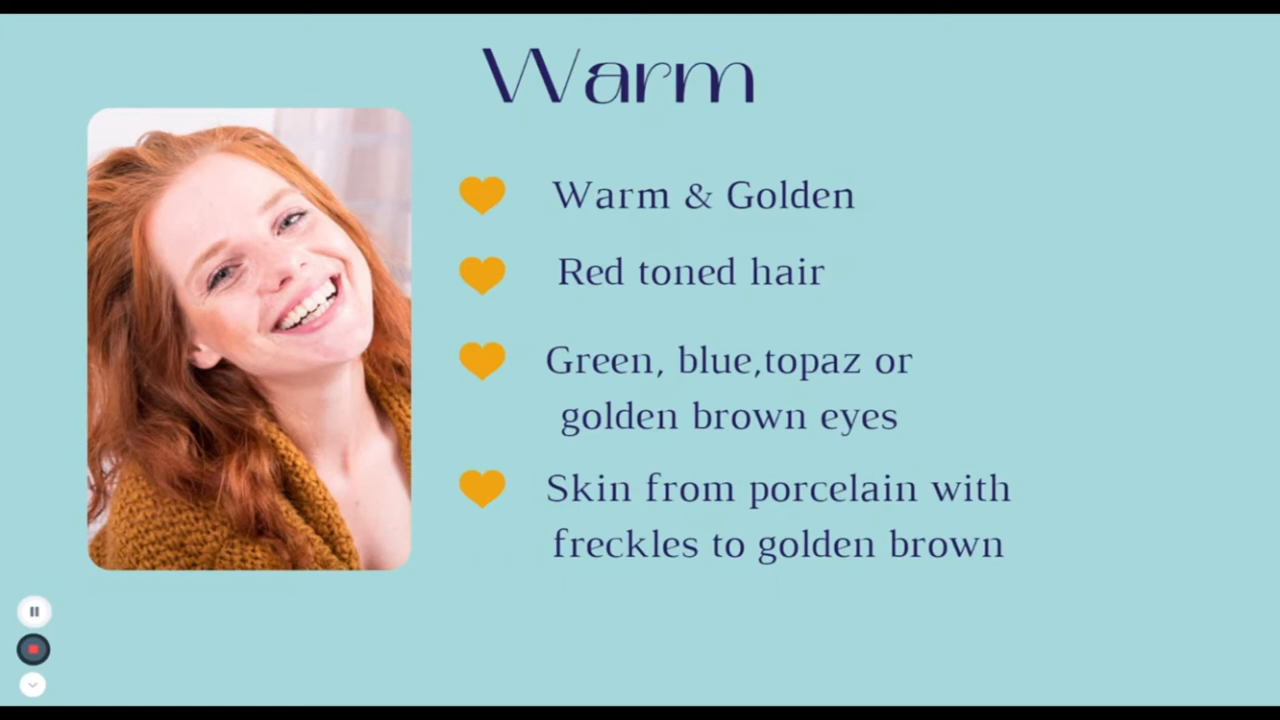 Warm
Warm & Golden
Red toned hair
Green, blue,topaz or
golden brown eyes
Skin from porcelain with
freckles to golden brown